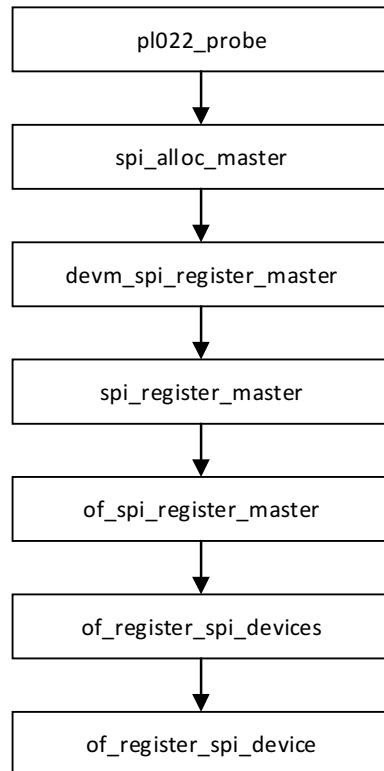 pl022_probe
spi_alloc_master
devm_spi_register_master
spi_register_master
of_spi_register_master
of_register_spi_devices
of_register_spi_device